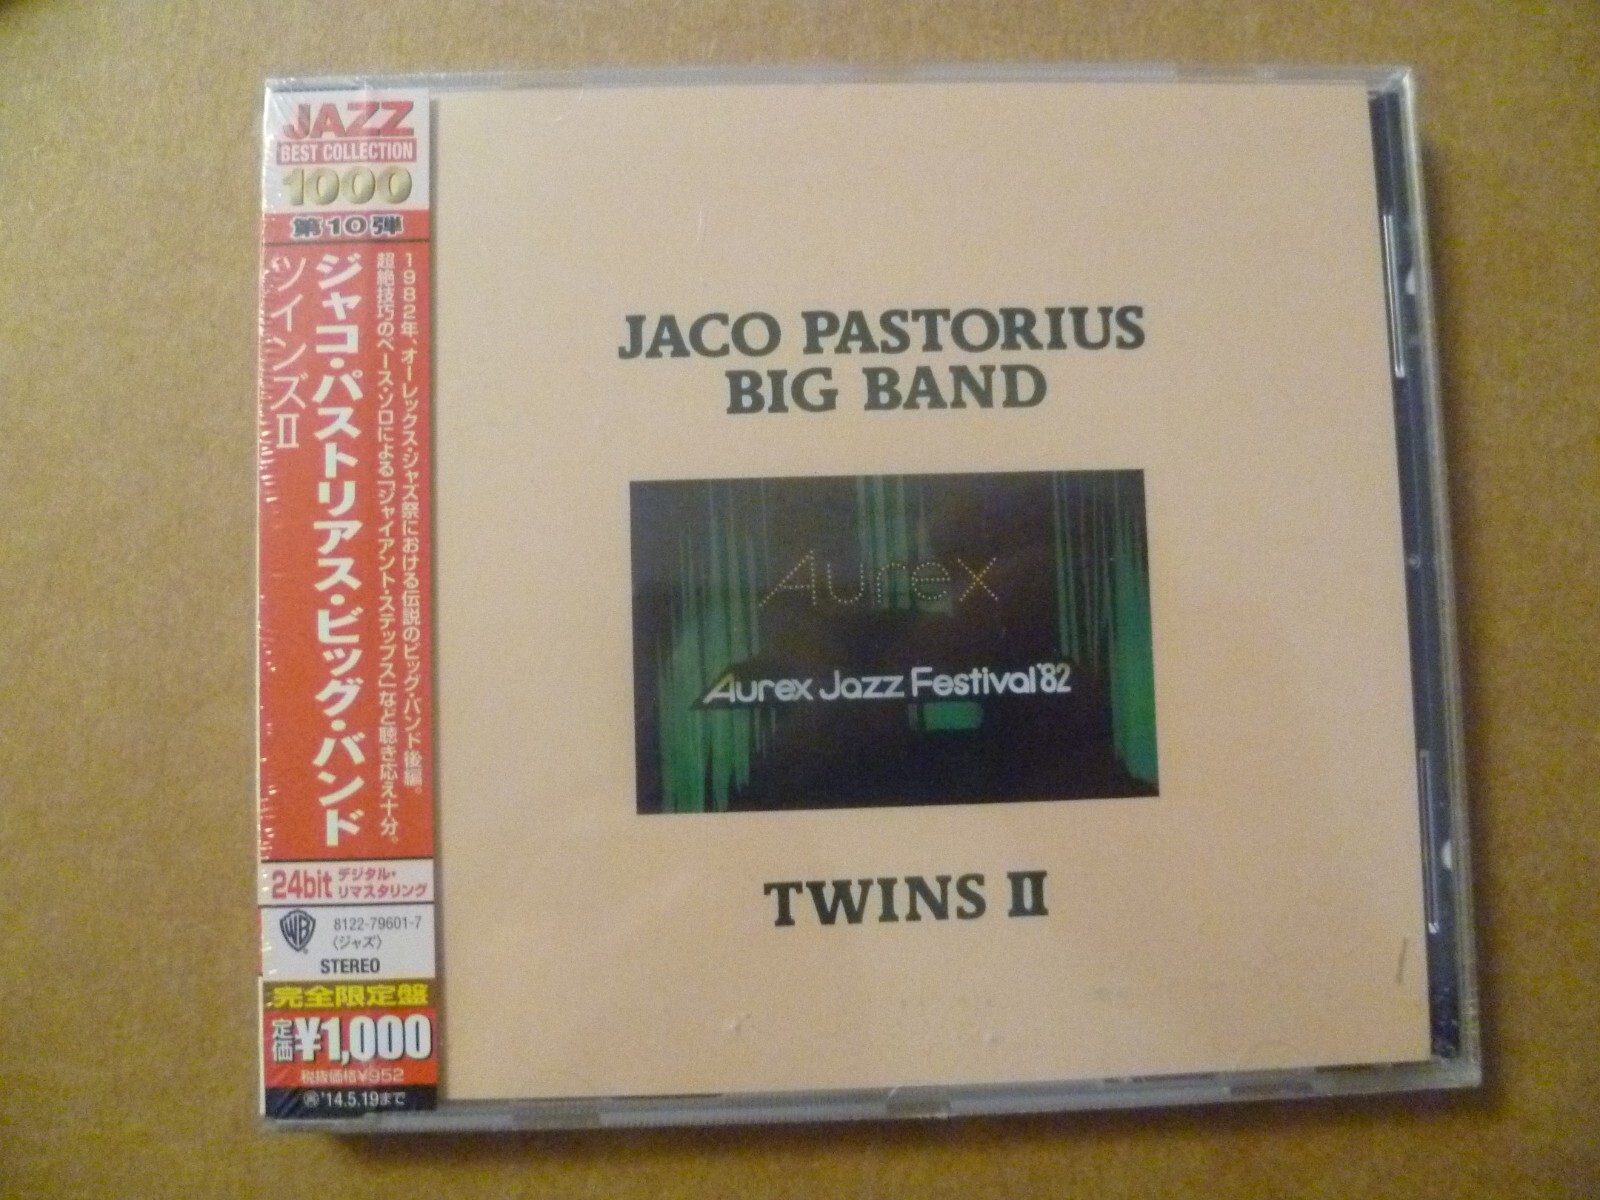 JAZZ
BEST COLLECTION
1000
第10弾
1982年、オーレックス・ジャズ祭における伝説のビッグ・バンド後編。
超絶技巧のベース・ソロによる「ジャイアント・ステップス」など聴き応え十分。
ジャコ・パストリアス・ビッグ・バンド
ツインズII
24bit デジタル・
リマスタリング
WB
8122-79601-7
〈ジャズ〉
STEREO
完全限定盤
定価¥1,000
税抜価格¥952
'14.5.19まで
JACO PASTORIUS
BIG BAND
Aurex
Aurex Jazz Festival'82
TWINS II